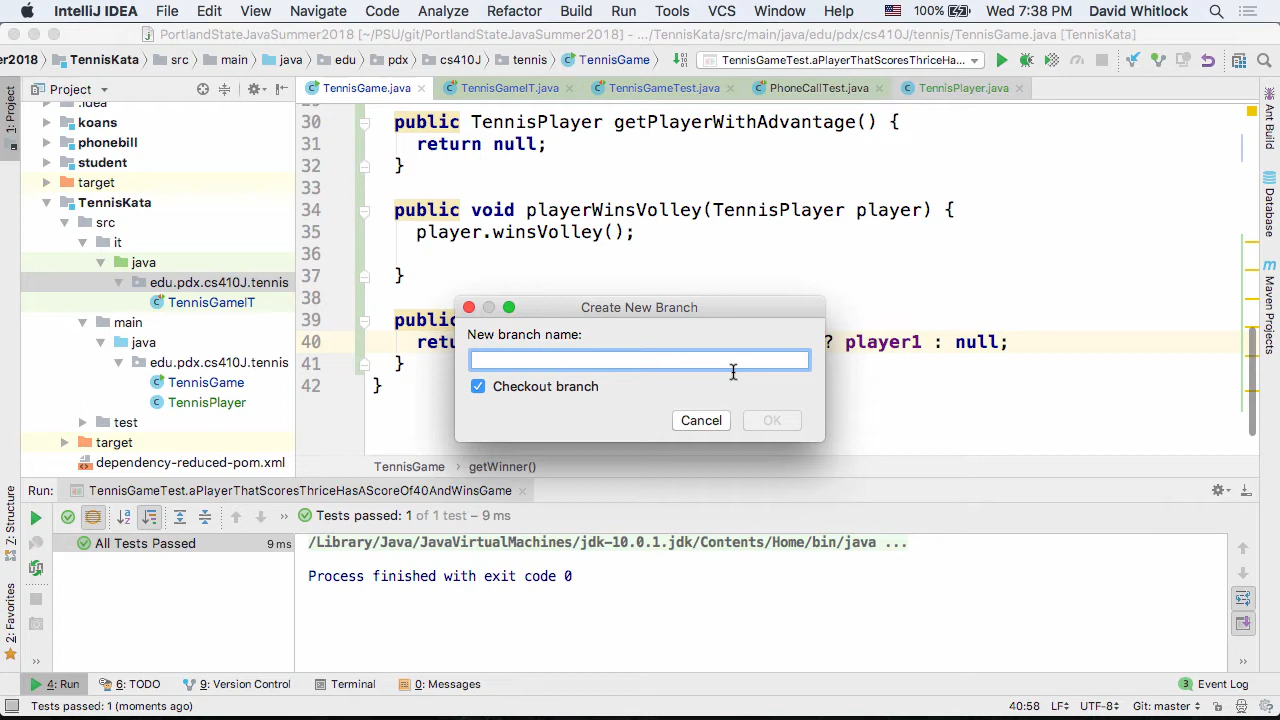 IntelliJ IDEA File Edit View Navigate Code Analyze Refactor Build Run Tools VCS Window Help 100% Wed 7:38 PM David Whitlock
PortlandStateJavaSummer2018 [~/PSU/git/PortlandStateJavaSummer2018] - .../TennisKata/src/main/java/edu/pdx/cs410J/tennis/TennisGame.java [TennisKata]
er2018 TennisKata src main java edu pdx cs410J tennis TennisGame TennisGameTest.aPlayerThatScoresThriceHa...
Project
TennisGame.java TennisGameIT.java TennisGameTest.java PhoneCallTest.java TennisPlayer.java
.idea
koans
phonebill
student
target
TennisKata
src
it
java
edu.pdx.cs410J.tennis
TennisGameIT
main
java
edu.pdx.cs410J.tennis
TennisGame
TennisPlayer
test
target
dependency-reduced-pom.xml
1: Project
7: Structure
2: Favorites
29
30 public TennisPlayer getPlayerWithAdvantage() {
31 return null;
32 }
33
34 public void playerWinsVolley(TennisPlayer player) {
35 player.winsVolley();
36
37 }
38
39 public
40 retu ? player1 : null;
41 }
42 }
Create New Branch
New branch name:
Checkout branch
Cancel OK
TennisGame getWinner()
Ant Build
Database
Maven Projects
Run: TennisGameTest.aPlayerThatScoresThriceHasAScoreOf40AndWinsGame
Tests passed: 1 of 1 test – 9 ms
All Tests Passed 9 ms
/Library/Java/JavaVirtualMachines/jdk-10.0.1.jdk/Contents/Home/bin/java ...
Process finished with exit code 0
4: Run 6: TODO 9: Version Control Terminal 0: Messages 3 Event Log
Tests passed: 1 (moments ago) 40:58 LF UTF-8 Git: master